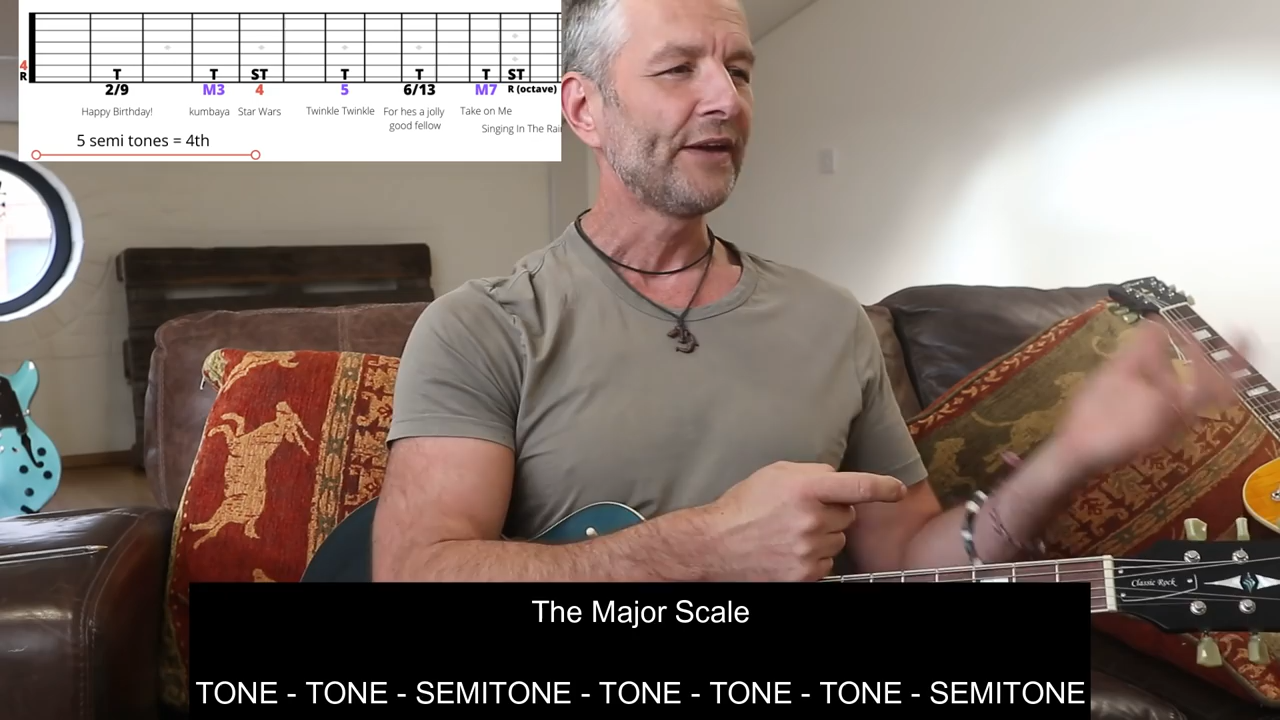 4
R T T ST T T T ST
2/9 M3 4 5 6/13 M7 R (octave)
Happy Birthday! kumbaya Star Wars Twinkle Twinkle For hes a jolly Take on Me
good fellow
Singing In The Rai
5 semi tones = 4th
Classic Rock
The Major Scale
TONE - TONE - SEMITONE - TONE - TONE - TONE - SEMITONE